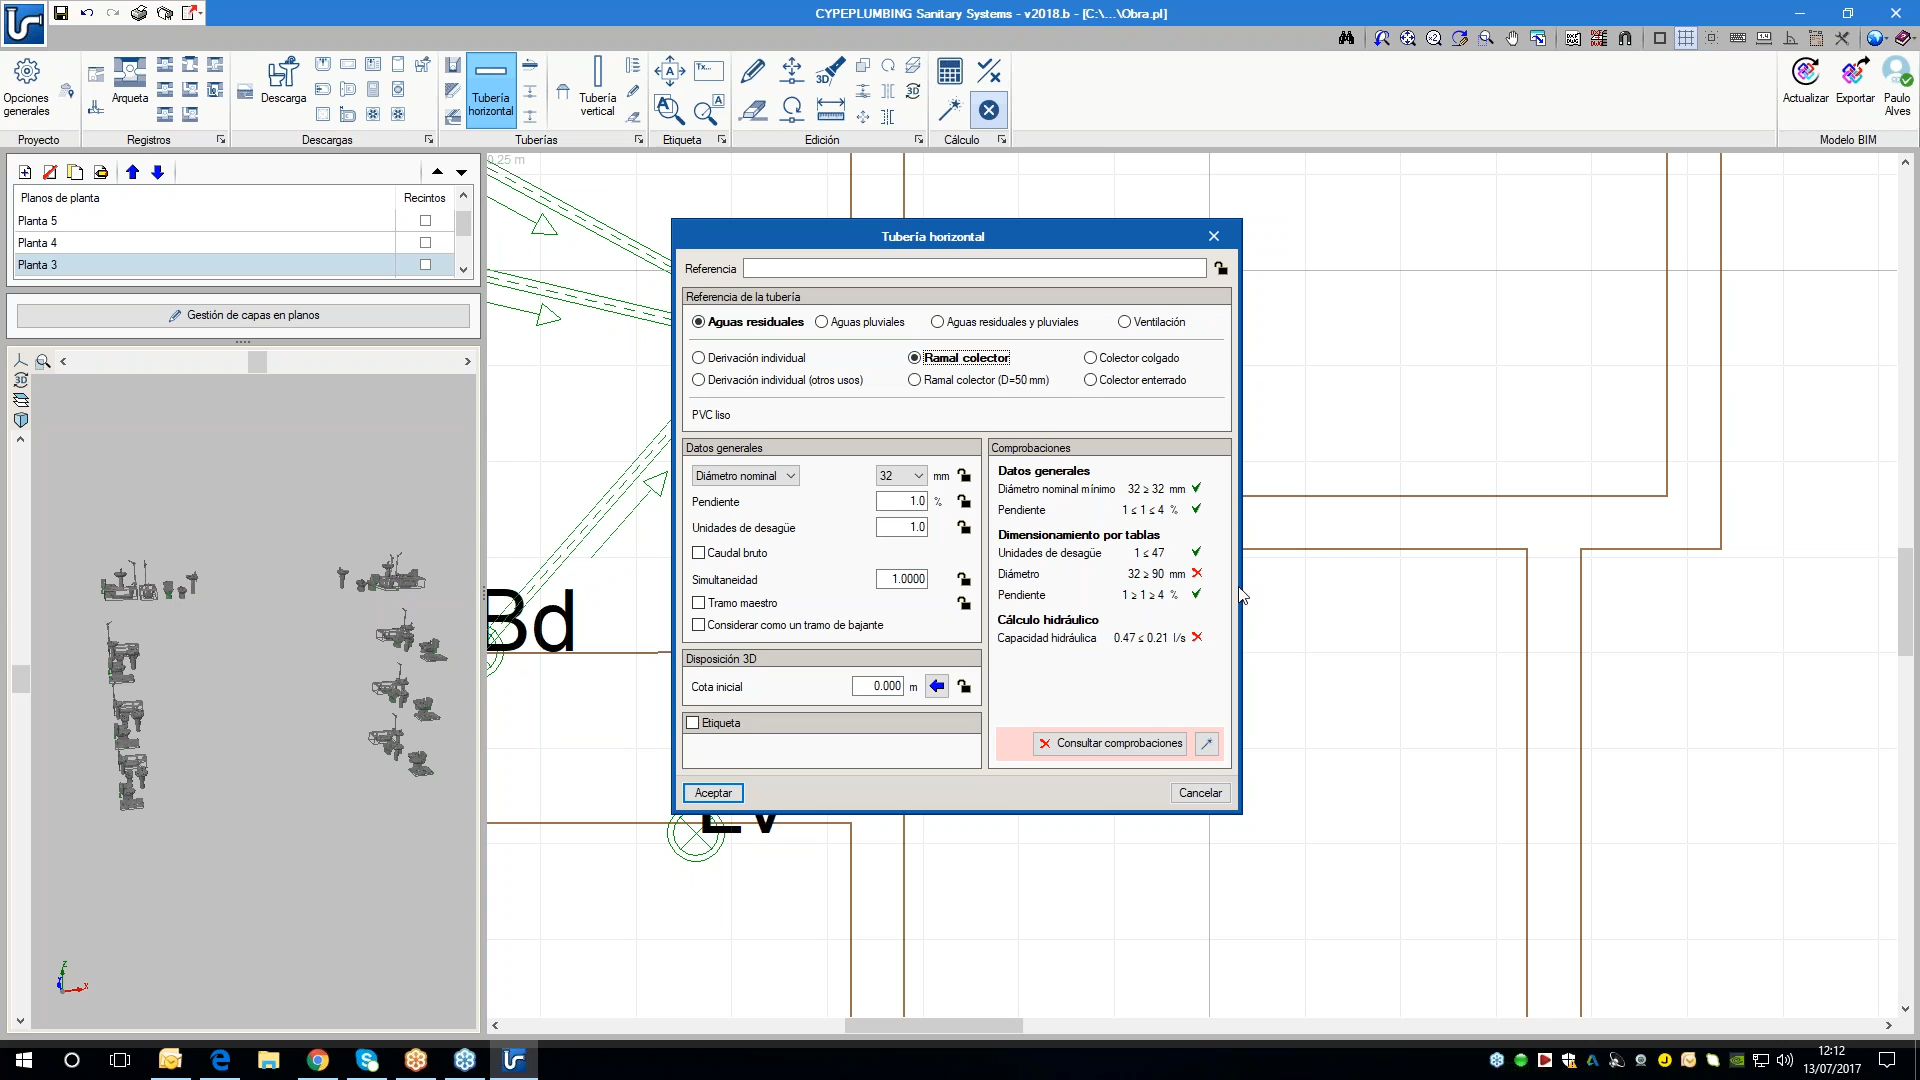 CYPEPLUMBING Sanitary Systems - v2018.b - [C:\...\Obra.pl]
Opciones generales
Arqueta
Descarga
Tubería horizontal
Tubería vertical
Tx...
3D
Actualizar
Exportar
Paulo Alves
Proyecto
Registros
Descargas
Tuberías
Etiqueta
Edición
Cálculo
Modelo BIM
Planos de planta
Recintos
Planta 5
Planta 4
Planta 3
Gestión de capas en planos
3D
0.25 m
Bd
Tubería horizontal
Referencia
Referencia de la tubería
Aguas residuales
Aguas pluviales
Aguas residuales y pluviales
Ventilación
Derivación individual
Ramal colector
Colector colgado
Derivación individual (otros usos)
Ramal colector (D=50 mm)
Colector enterrado
PVC liso
Datos generales
Diámetro nominal
32
mm
Pendiente
1.0
%
Unidades de desagüe
1.0
Caudal bruto
Simultaneidad
1.0000
Tramo maestro
Considerar como un tramo de bajante
Disposición 3D
Cota inicial
0.000
m
Etiqueta
Comprobaciones
Datos generales
Diámetro nominal mínimo 32 ≥ 32 mm
Pendiente 1 ≤ 1 ≤ 4 %
Dimensionamiento por tablas
Unidades de desagüe 1 ≤ 47
Diámetro 32 ≥ 90 mm
Pendiente 1 ≥ 1 ≥ 4 %
Cálculo hidráulico
Capacidad hidráulica 0.47 ≤ 0.21 l/s
Consultar comprobaciones
Aceptar
Cancelar
z
x
12:12
13/07/2017